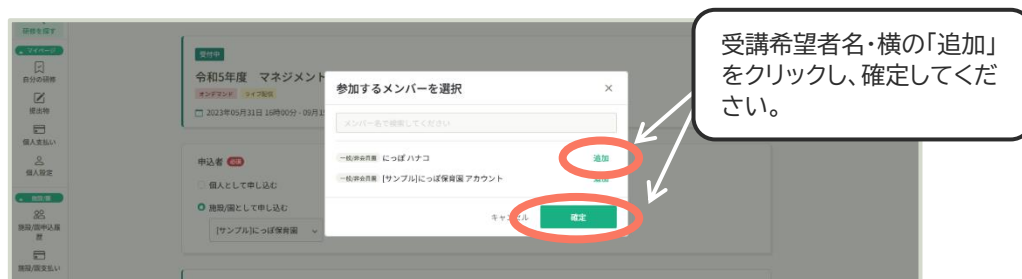 研修を探す
マイページ
自分の研修
提出物
個人支払い
個人設定
施設/園
施設/園申込履
歴
施設/園支払い
受付中
令和5年度 マネジメント
オンデマンド ライブ配信
2023年05月31日 16時00分 - 08月3
申込者 必須
個人として申し込む
施設/園として申し込む
[サンプル]にっぽ保育園
参加するメンバーを選択 ×
メンバー名で検索してください
一般/非会員園 にっぽ ハナコ 追加
一般/非会員園 [サンプル]にっぽ保育園 アカウント 追加
キャンセル 確定
受講希望者名・横の「追加」
をクリックし、確定してくだ
さい。